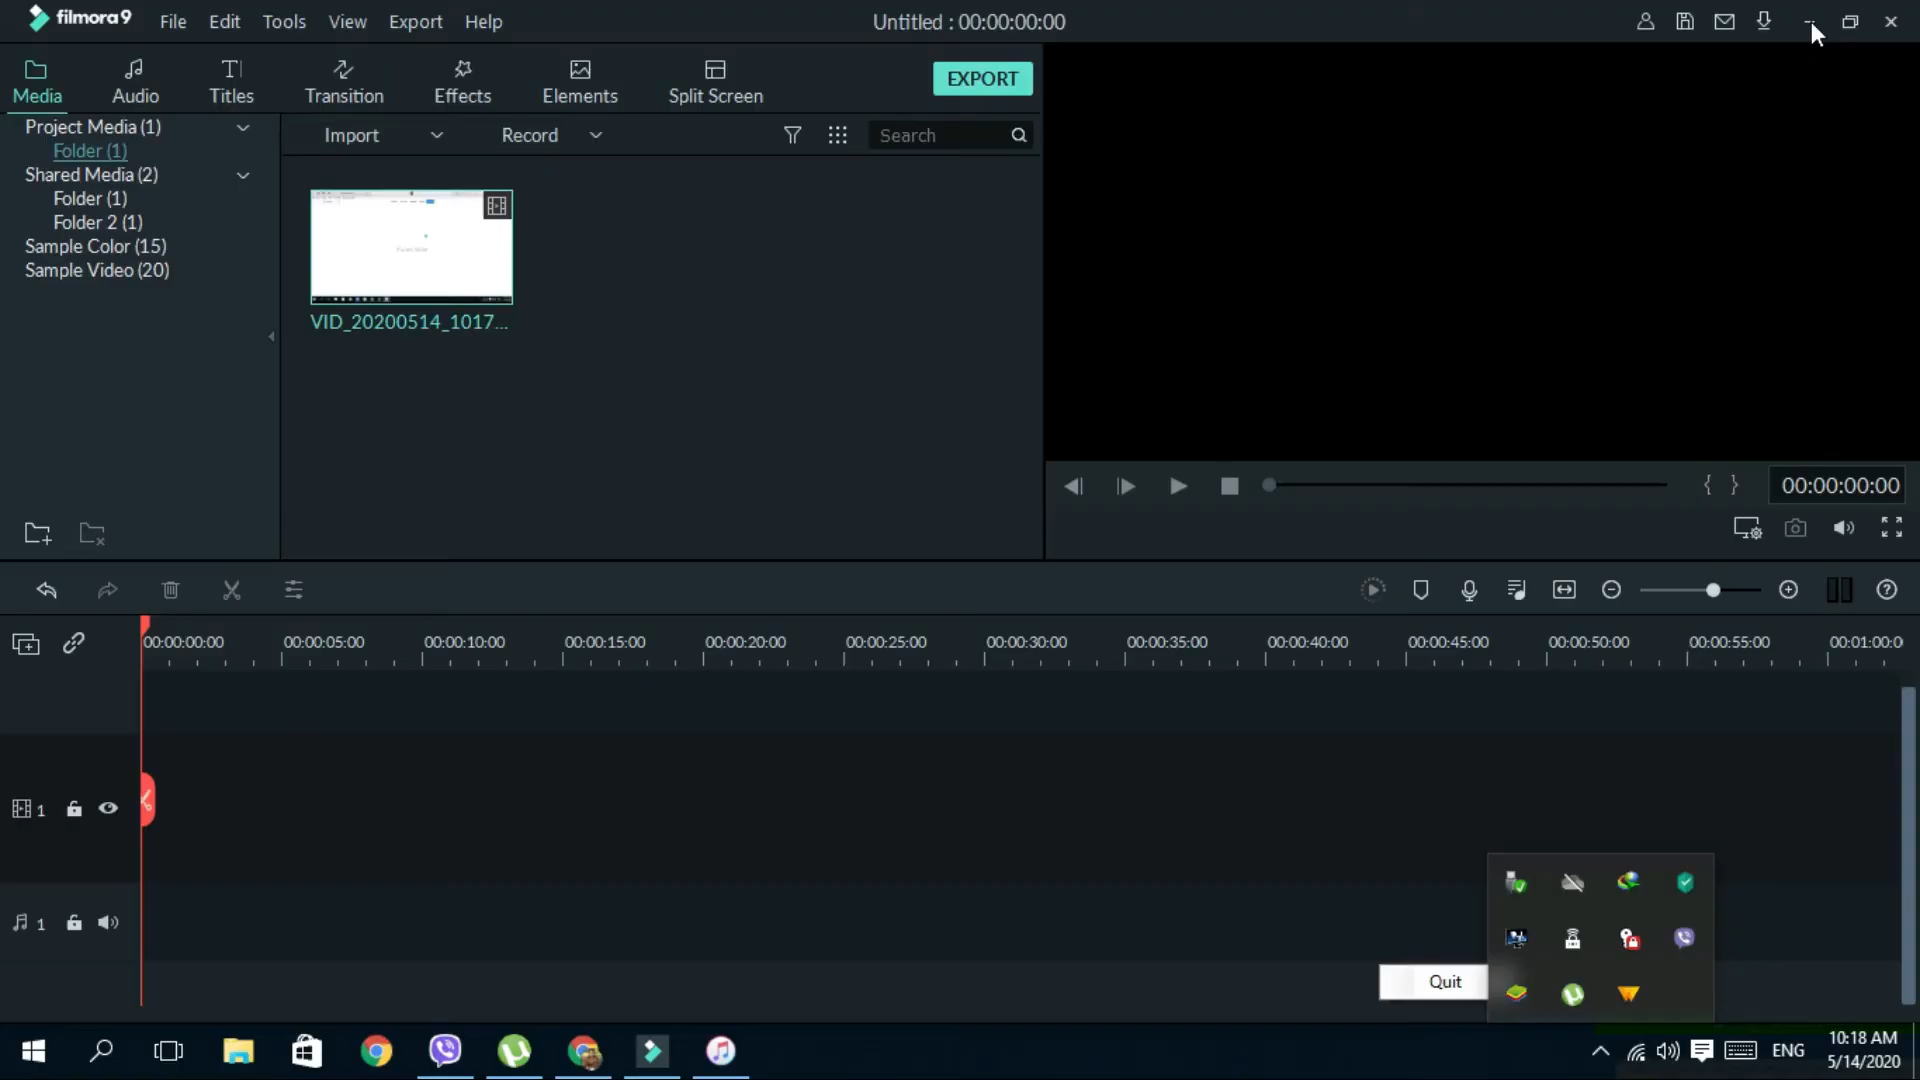 filmora9 File Edit Tools View Export Help Untitled : 00:00:00:00
Media Audio Titles Transition Effects Elements Split Screen EXPORT
Project Media (1)
Folder (1)
Shared Media (2)
Folder (1)
Folder 2 (1)
Sample Color (15)
Sample Video (20)
Import Record Search
VID_20200514_1017...
{ } 00:00:00:00
00:00:00:00 00:00:05:00 00:00:10:00 00:00:15:00 00:00:20:00 00:00:25:00 00:00:30:00 00:00:35:00 00:00:40:00 00:00:45:00 00:00:50:00 00:00:55:00 00:01:00:0
1
1
Quit
ENG 10:18 AM
5/14/2020